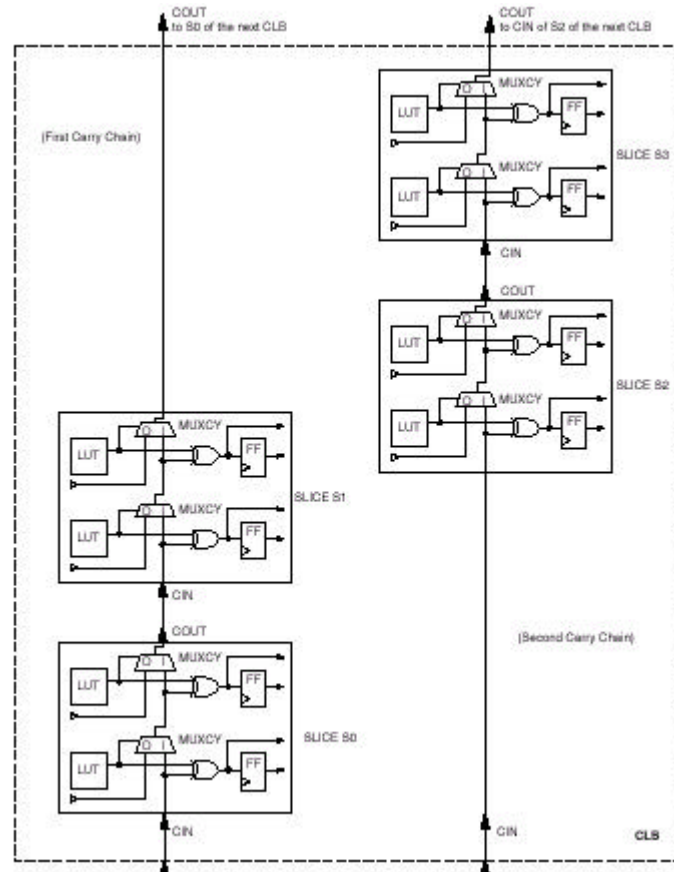 COUT
to S0 of the next CLB
COUT
to CIN of S2 of the next CLB
(First Carry Chain)
O I MUXCY
LUT
FF
SLICE S3
O I MUXCY
LUT
FF
CIN
COUT
O I MUXCY
LUT
FF
SLICE S2
O I MUXCY
LUT
FF
O I MUXCY
LUT
FF
SLICE S1
O I MUXCY
LUT
FF
CIN
COUT
(Second Carry Chain)
O I MUXCY
LUT
FF
SLICE S0
O I MUXCY
LUT
FF
CIN
CIN
CLB